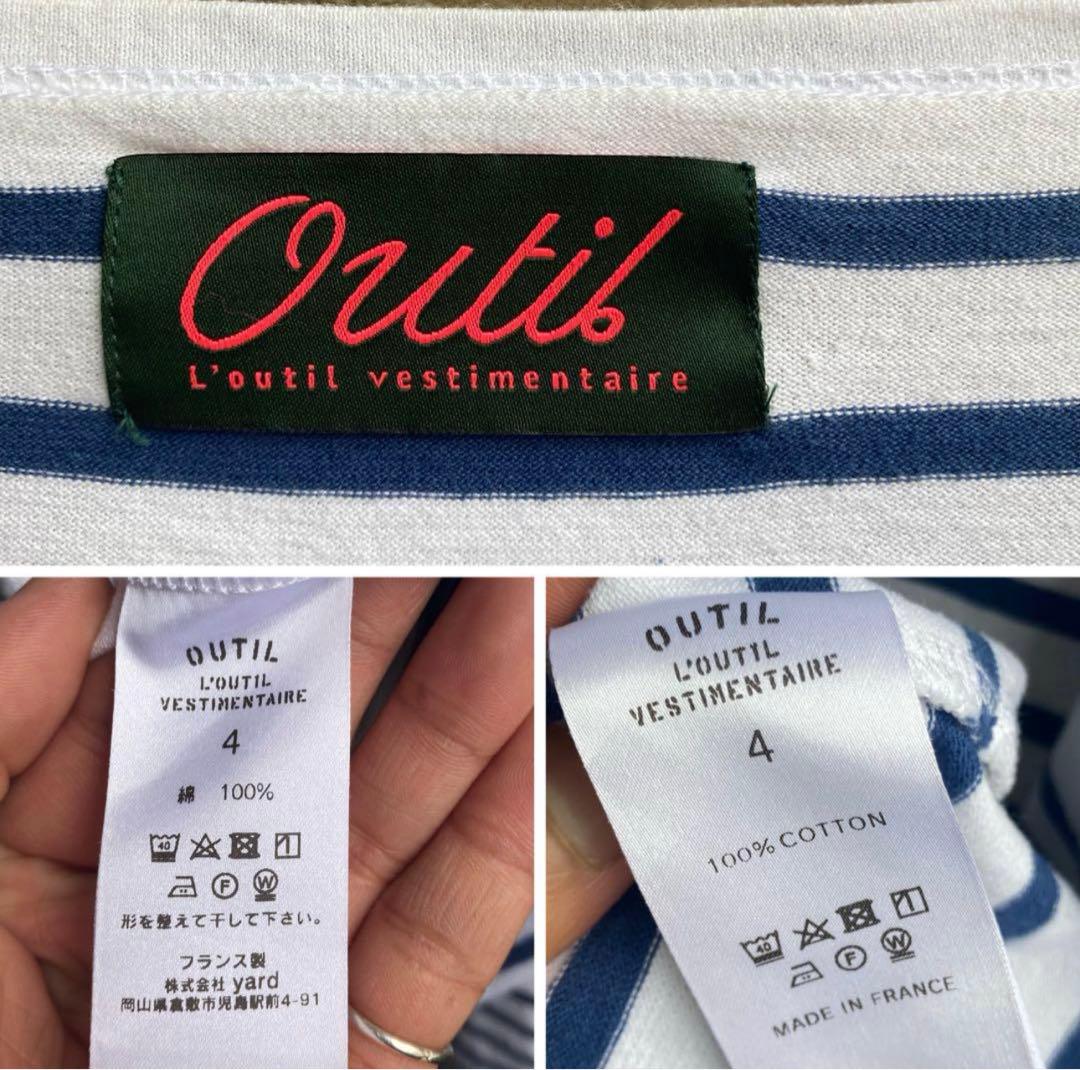 Outil
L'outil vestimentaire
OUTIL
L'OUTIL
VESTIMENTAIRE
4
綿 100%
40
F
W
形を整えて干して下さい。
フランス製
株式会社 yard
岡山県倉敷市児島駅前4-91
OUTIL
L'OUTIL
VESTIMENTAIRE
4
100% COTTON
40
F
W
MADE IN FRANCE